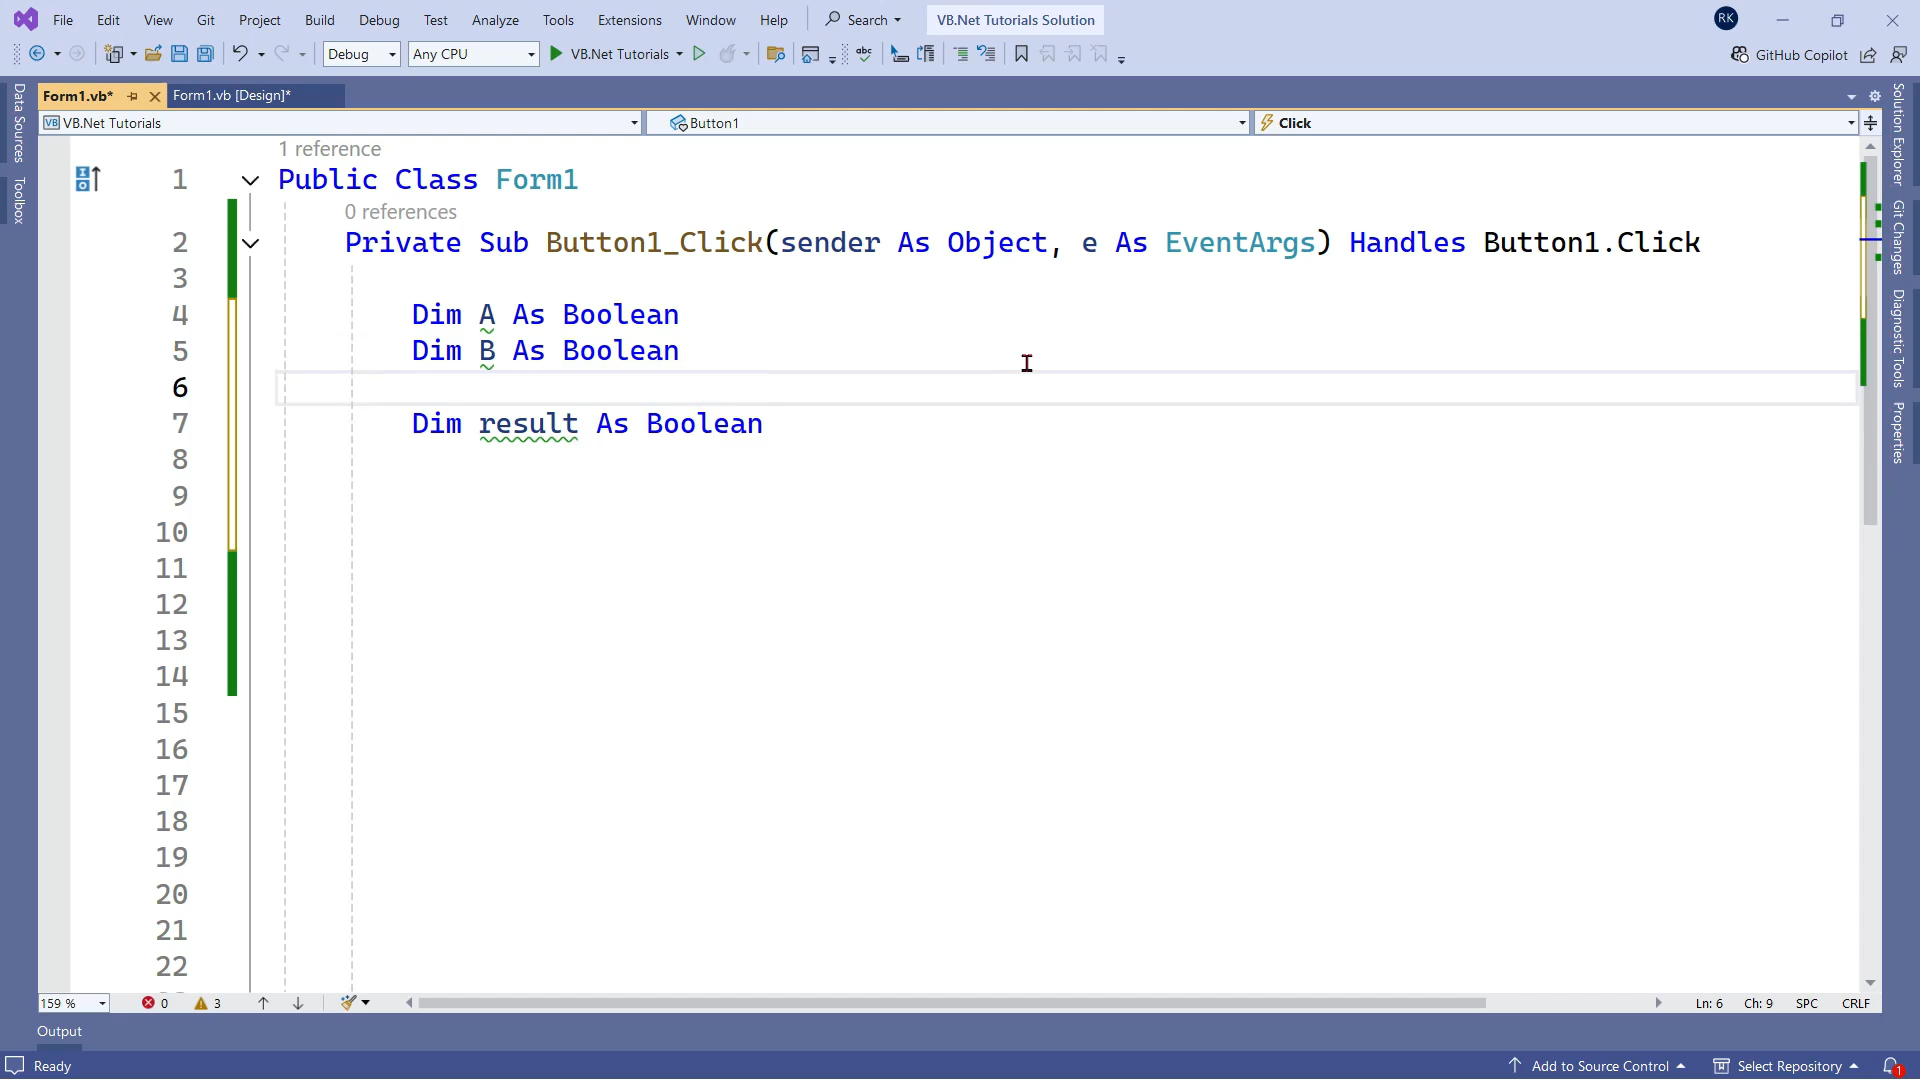 File Edit View Git Project Build Debug Test Analyze Tools Extensions Window Help Search VB.Net Tutorials Solution RK
Debug Any CPU VB.Net Tutorials abc GitHub Copilot
Form1.vb* Form1.vb [Design]*
VB VB.Net Tutorials Button1 Click
Data Sources
Toolbox
Solution Explorer
Git Changes
Diagnostic Tools
Properties
1 reference
1 Public Class Form1
0 references
2 Private Sub Button1_Click(sender As Object, e As EventArgs) Handles Button1.Click
3
4 Dim A As Boolean
5 Dim B As Boolean
6
7 Dim result As Boolean
8
9
10
11
12
13
14
15
16
17
18
19
20
21
22
159 % 0 3 Ln: 6 Ch: 9 SPC CRLF
Output
Ready Add to Source Control Select Repository 1